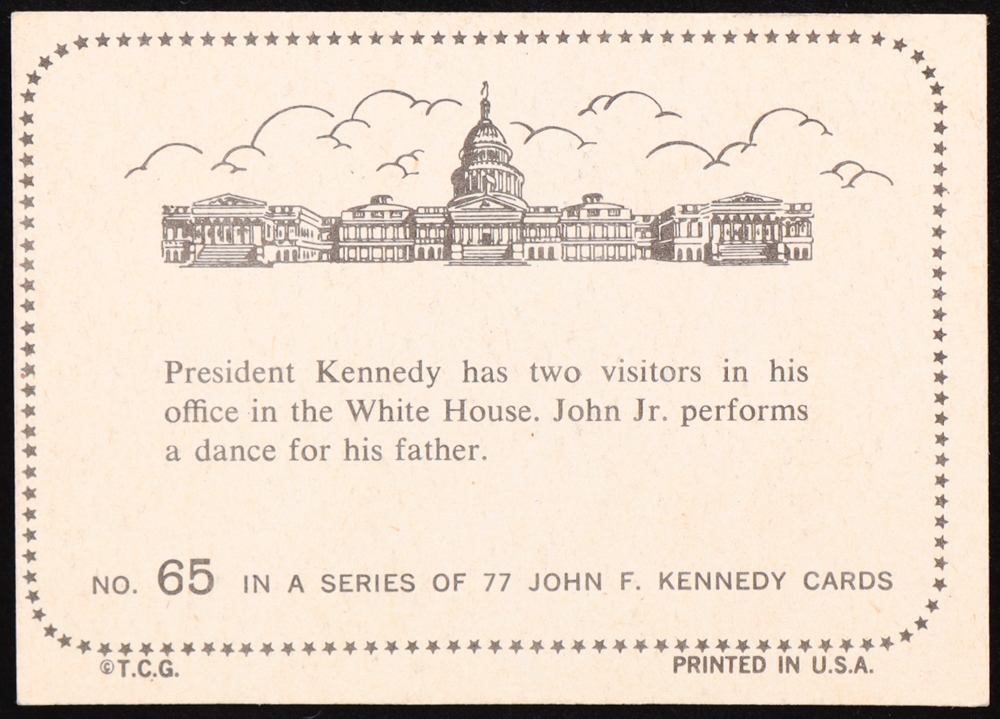 President Kennedy has two visitors in his
office in the White House. John Jr. performs
a dance for his father.
NO. 65 IN A SERIES OF 77 JOHN F. KENNEDY CARDS
©T.C.G.
PRINTED IN U.S.A.